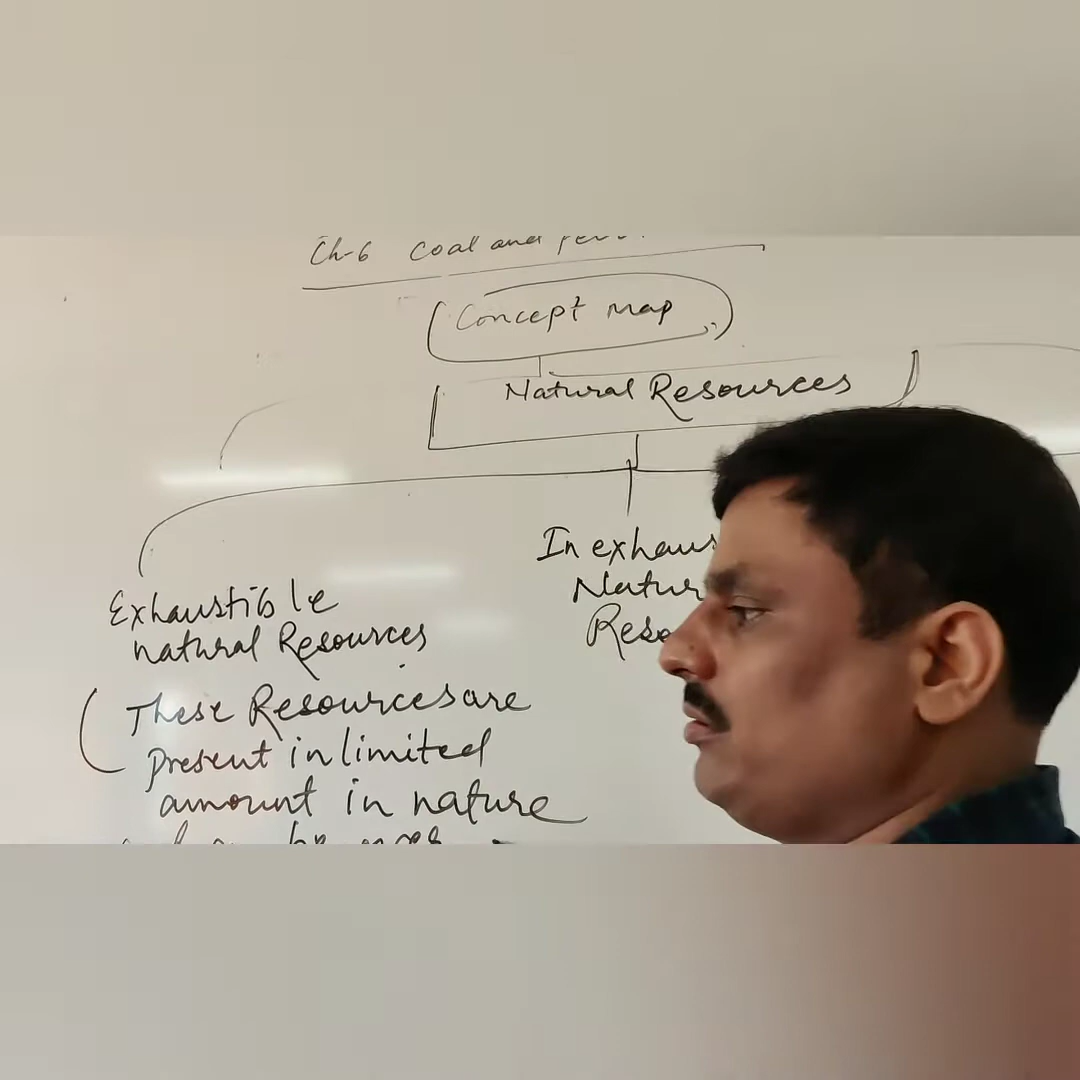 Ch-6 Coal and
Concept map
Natural Resources
In exhaus
Natur
Reso
Exhaustible
natural Resources
These Resources are
present in limited
amount in nature